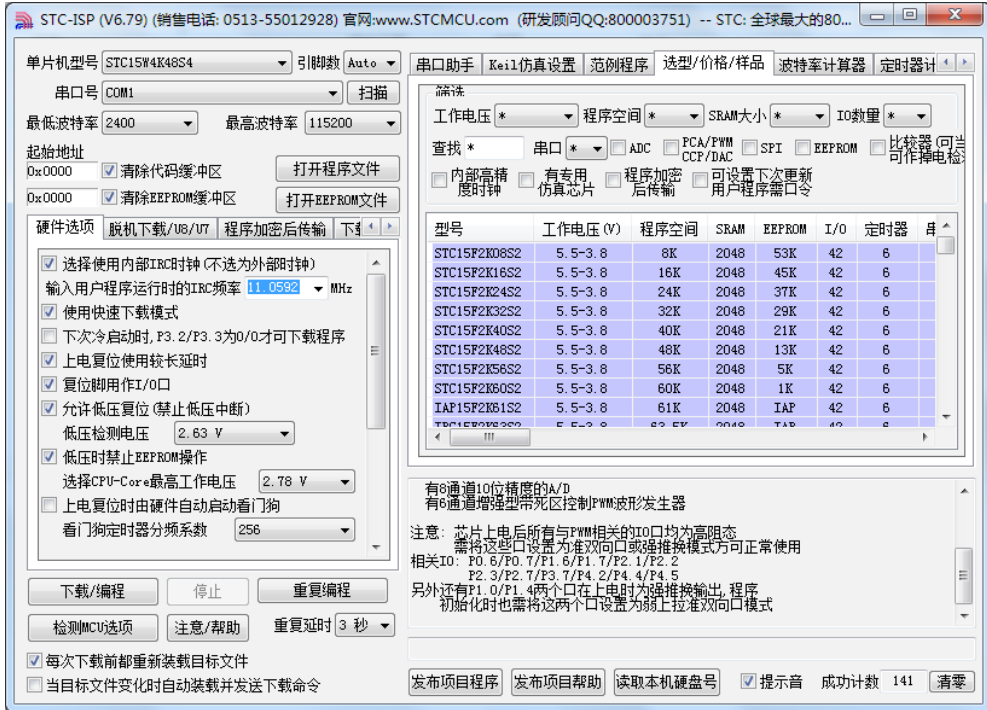 STC-ISP (V6.79) (销售电话: 0513-55012928) 官网:www.STCMCU.com (研发顾问QQ:800003751) -- STC: 全球最大的80...
单片机型号 STC15W4K48S4 引脚数 Auto
串口号 COM1 扫描
最低波特率 2400 最高波特率 115200
起始地址
0x0000 清除代码缓冲区 打开程序文件
0x0000 清除EEPROM缓冲区 打开EEPROM文件
硬件选项 脱机下载/U8/U7 程序加密后传输
选择使用内部IRC时钟(不选为外部时钟)
输入用户程序运行时的IRC频率 11.0592 MHz
使用快速下载模式
下次冷启动时,P3.2/P3.3为0/0才可下载程序
上电复位使用较长延时
复位脚用作I/O口
允许低压复位(禁止低压中断)
低压检测电压 2.63 V
低压时禁止EEPROM操作
选择CPU-Core最高工作电压 2.78 V
上电复位时由硬件自动启动看门狗
看门狗定时器分频系数 256
下载/编程 停止 重复编程
检测MCU选项 注意/帮助 重复延时 3 秒
每次下载前都重新装载目标文件
当目标文件变化时自动装载并发送下载命令
串口助手 Keil仿真设置 范例程序 选型/价格/样品 波特率计算器 定时器计
筛选
工作电压 * 程序空间 * SRAM大小 * IO数量 *
查找 * 串口 * ADC PCA/PWM CCP/DAC SPI EEPROM 比较器(可当 可作掉电检
内部高精度时钟 有专用仿真芯片 程序加密后传输 可设置下次更新用户程序需口令
型号 工作电压(V) 程序空间 SRAM EEPROM I/O 定时器
STC15F2K08S2 5.5-3.8 8K 2048 53K 42 6
STC15F2K16S2 5.5-3.8 16K 2048 45K 42 6
STC15F2K24S2 5.5-3.8 24K 2048 37K 42 6
STC15F2K32S2 5.5-3.8 32K 2048 29K 42 6
STC15F2K40S2 5.5-3.8 40K 2048 21K 42 6
STC15F2K48S2 5.5-3.8 48K 2048 13K 42 6
STC15F2K56S2 5.5-3.8 56K 2048 5K 42 6
STC15F2K60S2 5.5-3.8 60K 2048 1K 42 6
IAP15F2K61S2 5.5-3.8 61K 2048 IAP 42 6
有8通道10位精度的A/D
有6通道增强型带死区控制PWM波形发生器
注意: 芯片上电后所有与PWM相关的IO口均为高阻态
需将这些口设置为准双向口或强推挽模式方可正常使用
相关IO: P0.6/P0.7/P1.6/P1.7/P2.1/P2.2
P2.3/P2.7/P3.7/P4.2/P4.4/P4.5
另外还有P1.0/P1.4两个口在上电时为强推挽输出,程序
初始化时也需将这两个口设置为弱上拉准双向口模式
发布项目程序 发布项目帮助 读取本机硬盘号 提示音 成功计数 141 清零